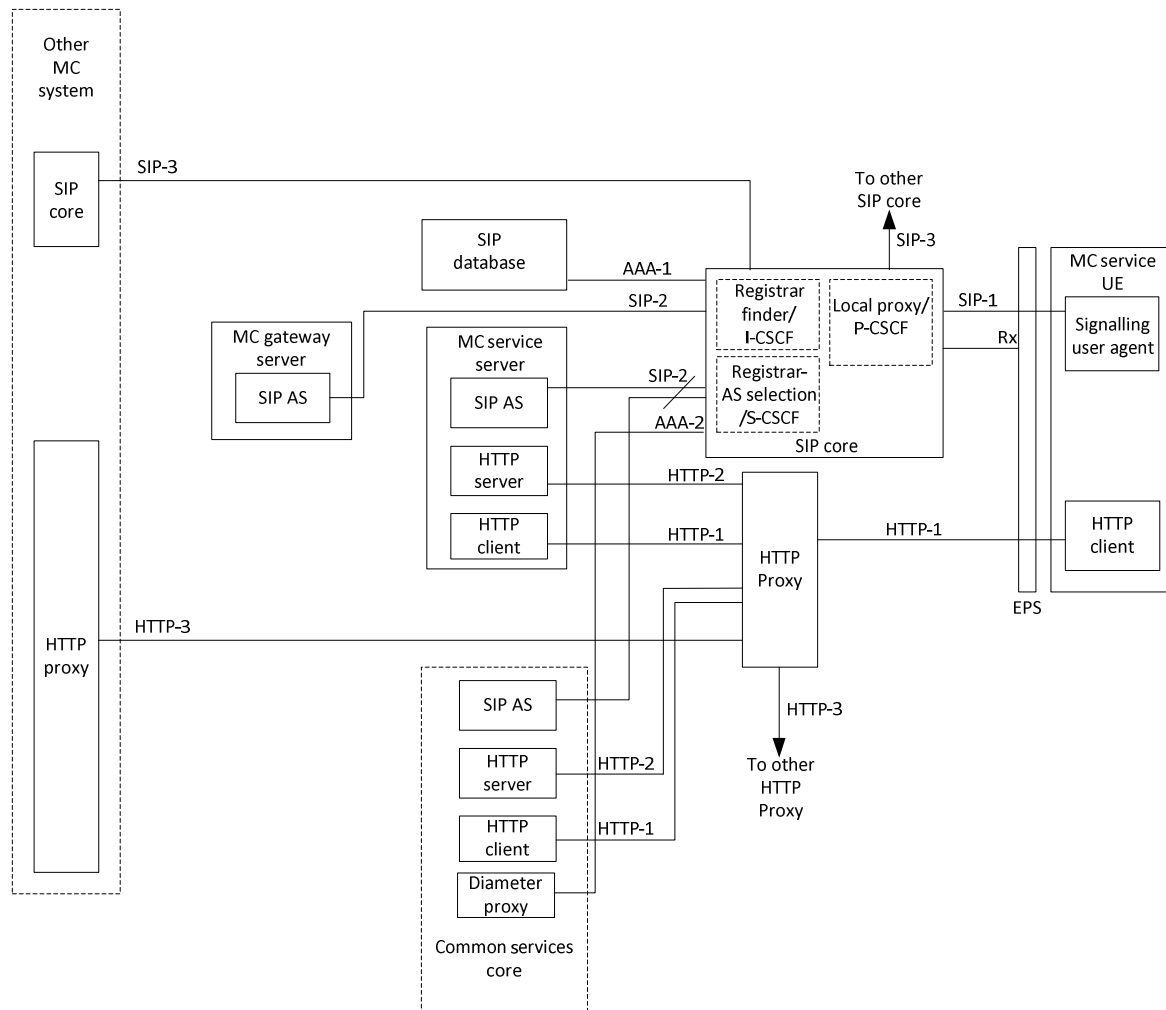 Other
MC
system
SIP
core
SIP-3
To other
SIP core
SIP-3
SIP
database
AAA-1
SIP-2
MC gateway
server
SIP AS
MC service
server
SIP AS
SIP-2
AAA-2
HTTP
server
HTTP-2
HTTP
client
HTTP-1
Registrar
finder/
I-CSCF
Local proxy/
P-CSCF
Registrar-
AS selection
/S-CSCF
SIP core
SIP-1
Rx
MC service
UE
Signalling
user agent
HTTP
Proxy
HTTP-1
HTTP
client
EPS
HTTP
proxy
HTTP-3
HTTP-3
To other
HTTP
Proxy
SIP AS
HTTP
server
HTTP-2
HTTP
client
HTTP-1
Diameter
proxy
Common services
core